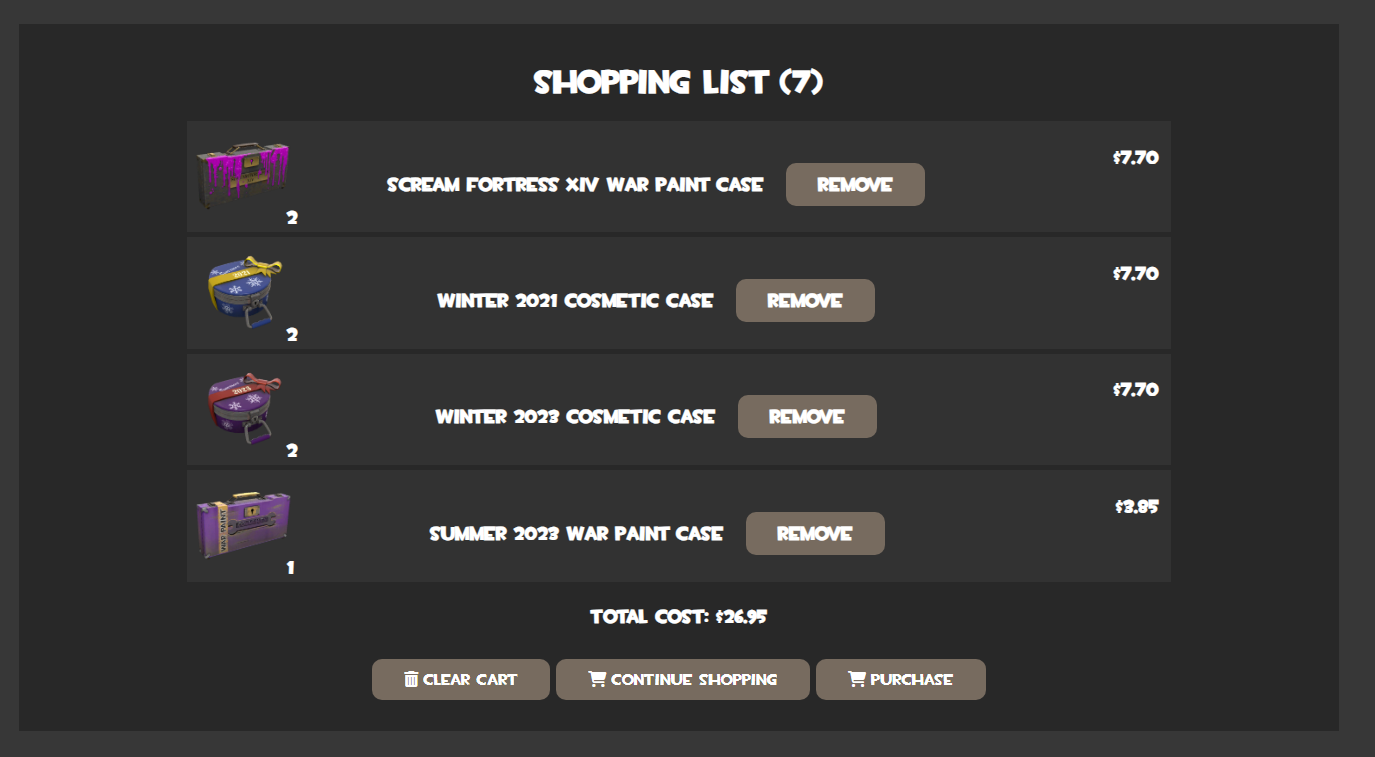 SHOPPING LIST (7)
SCREAM FORTRESS XIV WAR PAINT CASE
REMOVE
$7.70
2
2021
WINTER 2021 COSMETIC CASE
REMOVE
$7.70
2
2023
WINTER 2023 COSMETIC CASE
REMOVE
$7.70
2
WAR PAINT
SUMMER 2023 WAR PAINT CASE
REMOVE
$3.85
1
TOTAL COST: $26.95
CLEAR CART
CONTINUE SHOPPING
PURCHASE